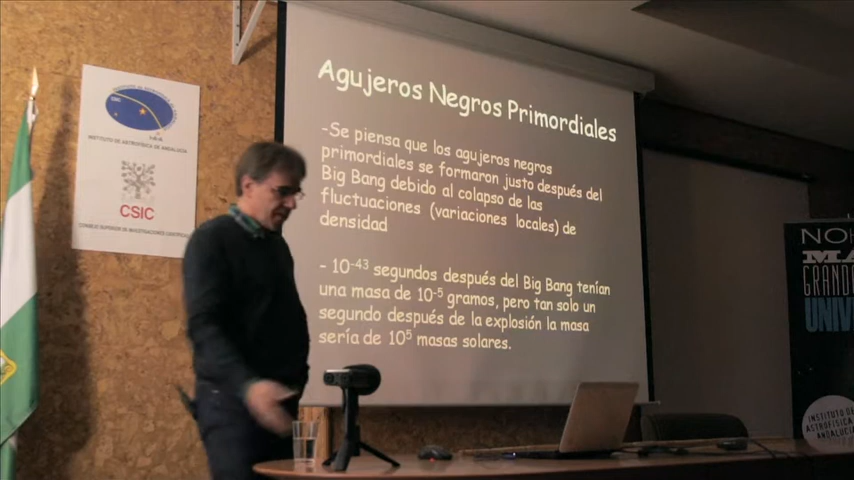 Agujeros Negros Primordiales
-Se piensa que los agujeros negros
primordiales se formaron justo después del
Big Bang debido al colapso de las
fluctuaciones (variaciones locales) de
densidad
- 10⁻⁴³ segundos después del Big Bang tenían
una masa de 10⁻⁵ gramos, pero tan solo un
segundo después de la explosión la masa
sería de 10⁵ masas solares.
INSTITUTO DE ASTROFÍSICA DE ANDALUCÍA
CSIC
CONSEJO SUPERIOR DE INVESTIGACIONES CIENTÍFICAS
NO
MA
GRAND
UNIV
INSTITUTO DE
ASTROFÍSICA
ANDALUCÍA